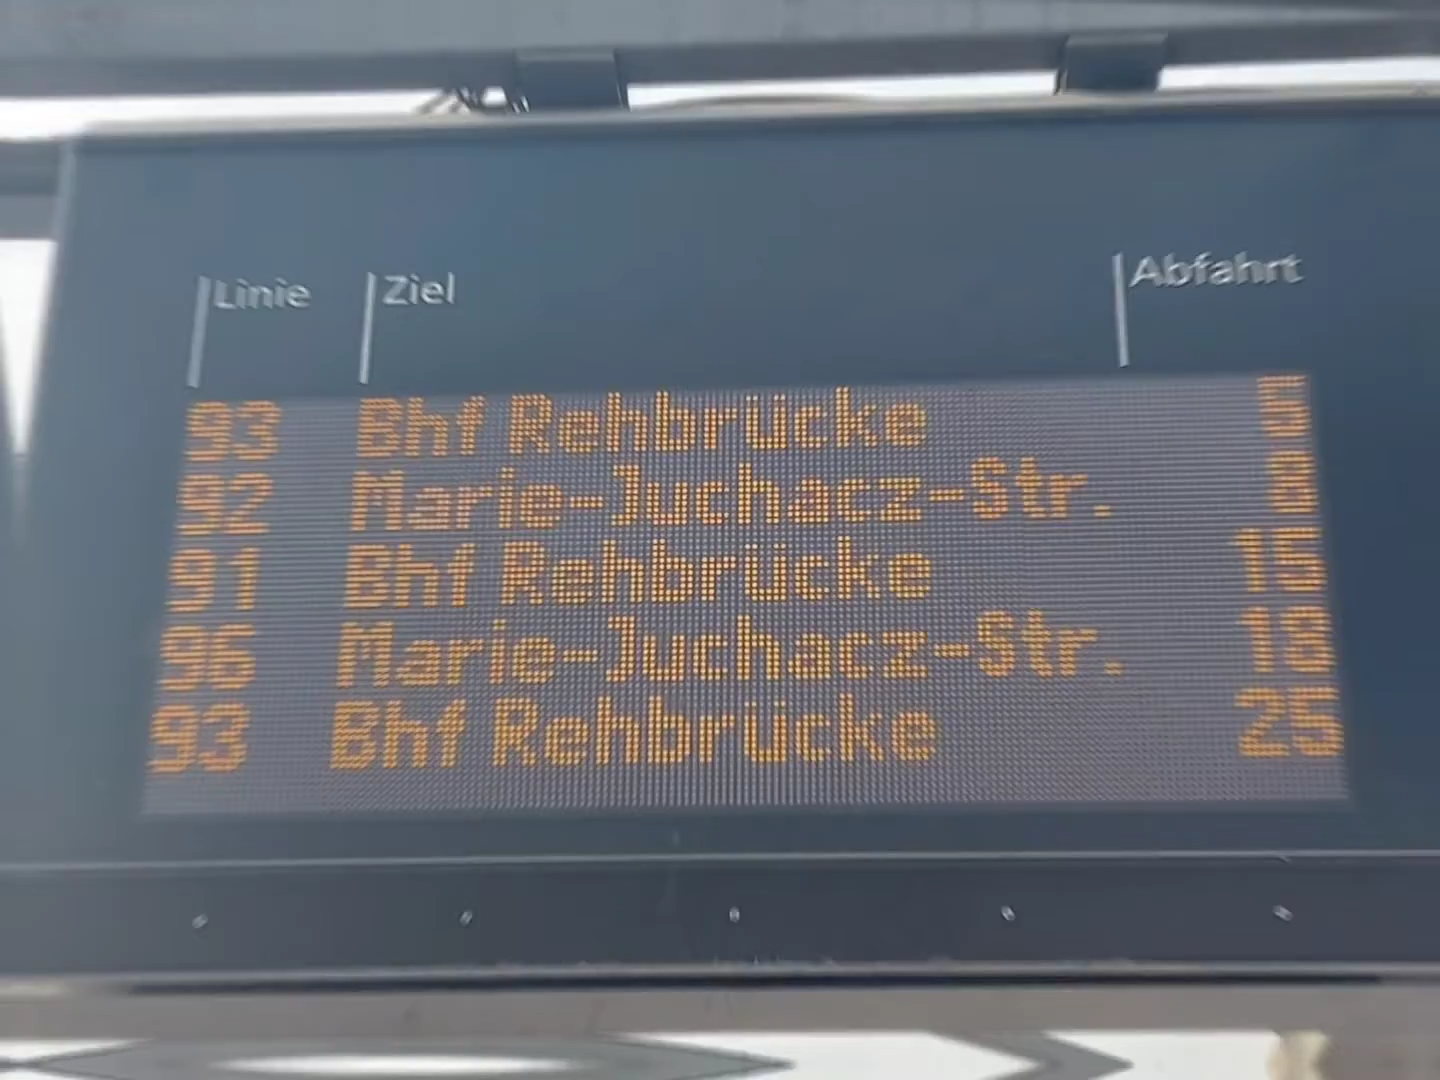 Linie Ziel Abfahrt
93 Bhf Rehbrücke 5
92 Marie-Juchacz-Str. 8
91 Bhf Rehbrücke 15
96 Marie-Juchacz-Str. 18
93 Bhf Rehbrücke 25